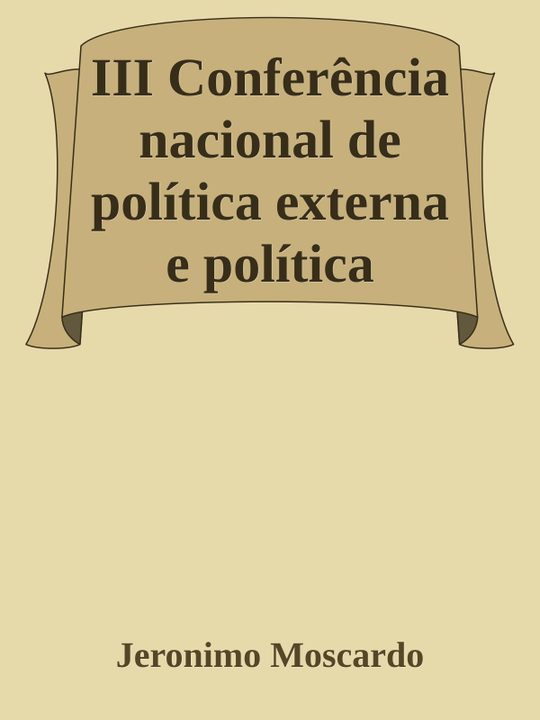 III Conferência
nacional de
política externa
e política
Jeronimo Moscardo